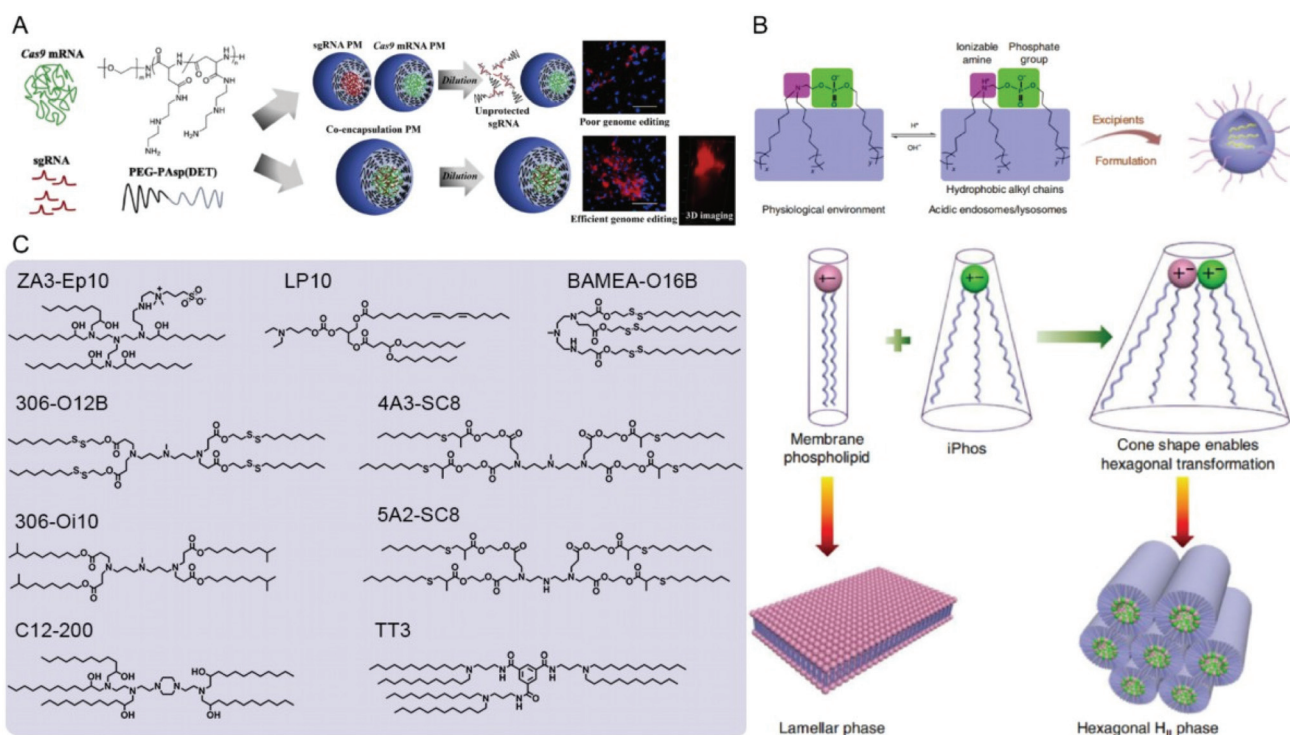 A
Cas9 mRNA
sgRNA
PEG-PAsp(DET)
sgRNA PM
Cas9 mRNA PM
Dilution
Unprotected
sgRNA
Poor genome editing
Co-encapsulation PM
Dilution
Efficient genome editing
3D imaging
B
Ionizable
amine
Phosphate
group
H⁺
OH⁻
Hydrophobic alkyl chains
Physiological environment
Acidic endosomes/lysosomes
Excipients
Formulation
Membrane
phospholipid
iPhos
Cone shape enables
hexagonal transformation
Lamellar phase
Hexagonal H_II phase
C
ZA3-Ep10
LP10
BAMEA-O16B
306-O12B
4A3-SC8
306-Oi10
5A2-SC8
C12-200
TT3